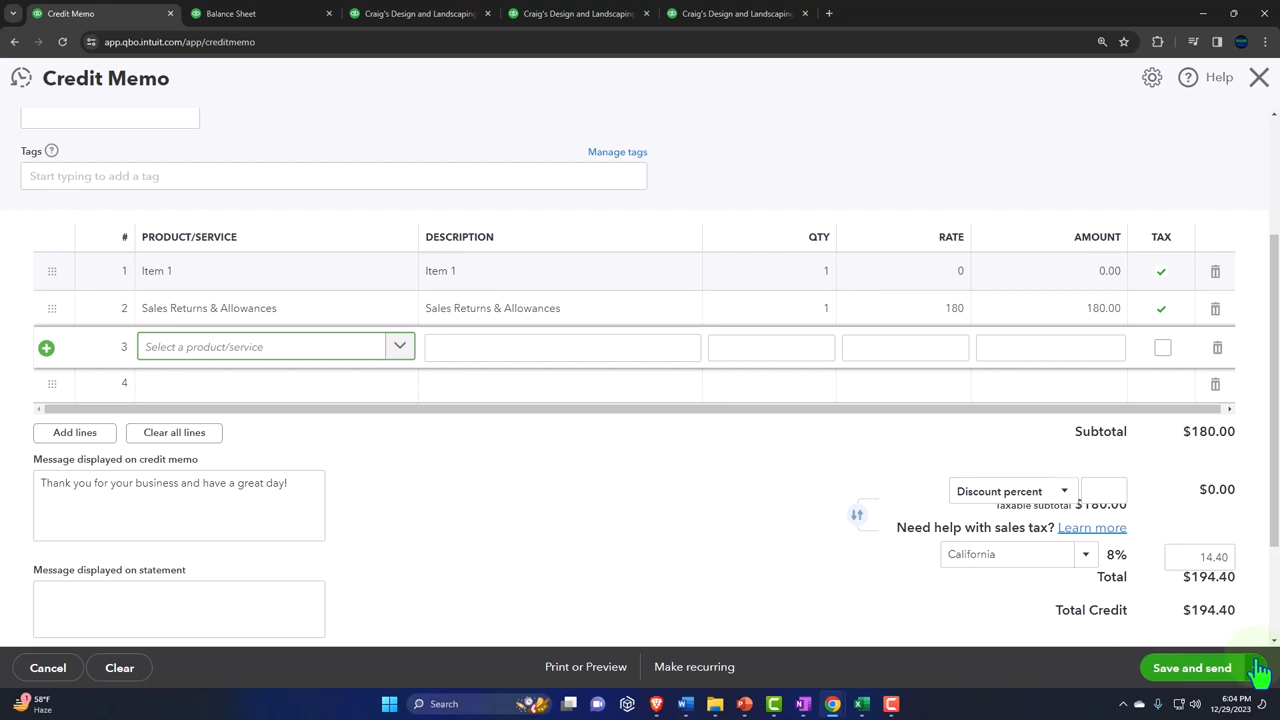 Credit Memo
Balance Sheet
Craig's Design and Landscaping
Craig's Design and Landscaping
Craig's Design and Landscaping
app.qbo.intuit.com/app/creditmemo
Credit Memo
Help
Tags
Manage tags
Start typing to add a tag
# PRODUCT/SERVICE DESCRIPTION QTY RATE AMOUNT TAX
1 Item 1 Item 1 1 0 0.00
2 Sales Returns & Allowances Sales Returns & Allowances 1 180 180.00
3 Select a product/service
4
Add lines Clear all lines Subtotal $180.00
Message displayed on credit memo
Thank you for your business and have a great day!
Discount percent $0.00
Taxable subtotal $180.00
Need help with sales tax? Learn more
California 8% 14.40
Message displayed on statement
Total $194.40
Total Credit $194.40
Cancel Clear Print or Preview Make recurring Save and send
1 58°F
Haze
Search
6:04 PM
12/29/2023